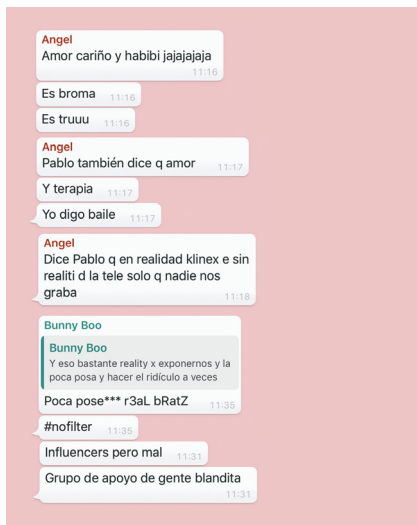 Angel
Amor cariño y habibi jajajajaja
11:16
Es broma 11:16
Es truuu 11:16
Angel
Pablo también dice q amor 11:17
Y terapia 11:17
Yo digo baile 11:17
Angel
Dice Pablo q en realidad klinex e sin
realiti d la tele solo q nadie nos
graba 11:18
Bunny Boo
Bunny Boo
Y eso bastante reality x exponernos y la
poca posa y hacer el ridículo a veces
Poca pose*** r3aL bRatZ 11:35
#nofilter 11:35
Influencers pero mal 11:31
Grupo de apoyo de gente blandita
11:31